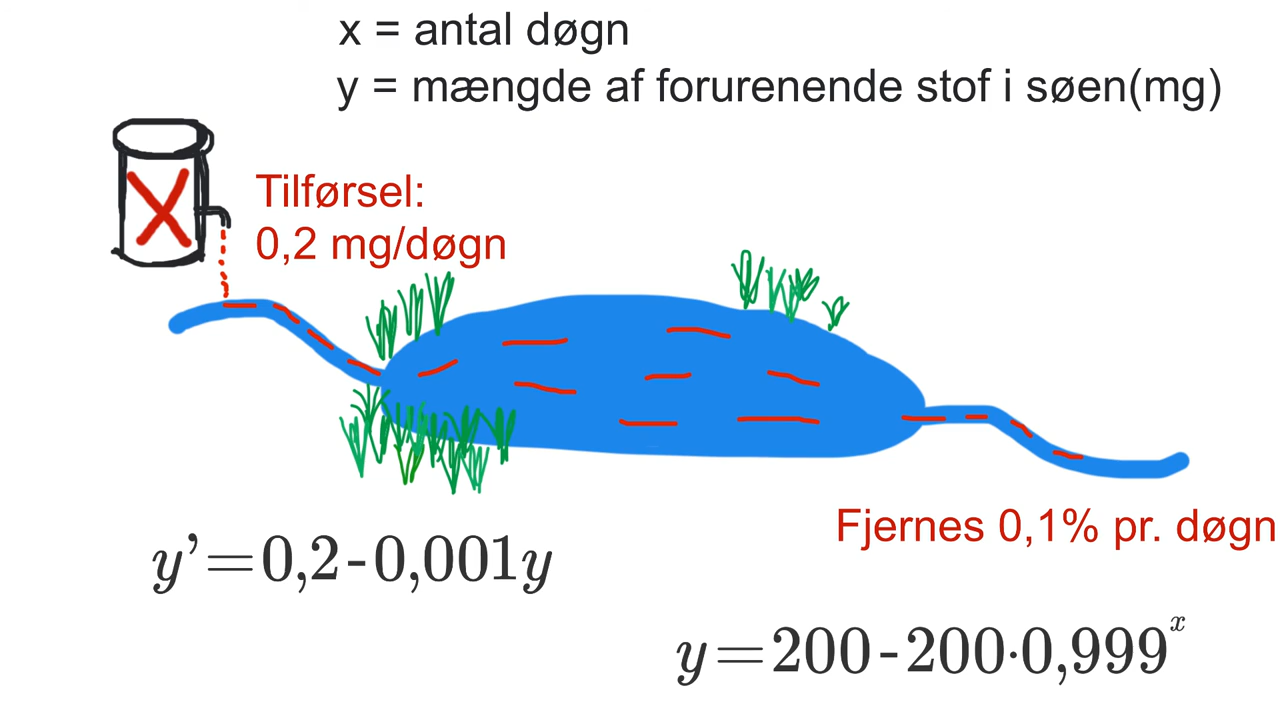 x = antal døgn
y = mængde af forurenende stof i søen(mg)
X
Tilførsel:
0,2 mg/døgn
Fjernes 0,1% pr. døgn
y’=0,2-0,001y
y=200-200·0,999ˣ